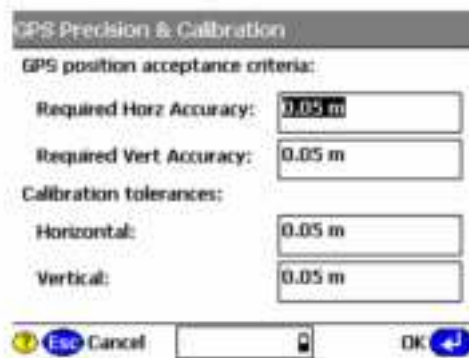 GPS Precision & Calibration
GPS position acceptance criteria:
Required Horz Accuracy: 0.05 m
Required Vert Accuracy: 0.05 m
Calibration tolerances:
Horizontal: 0.05 m
Vertical: 0.05 m
? Esc Cancel OK